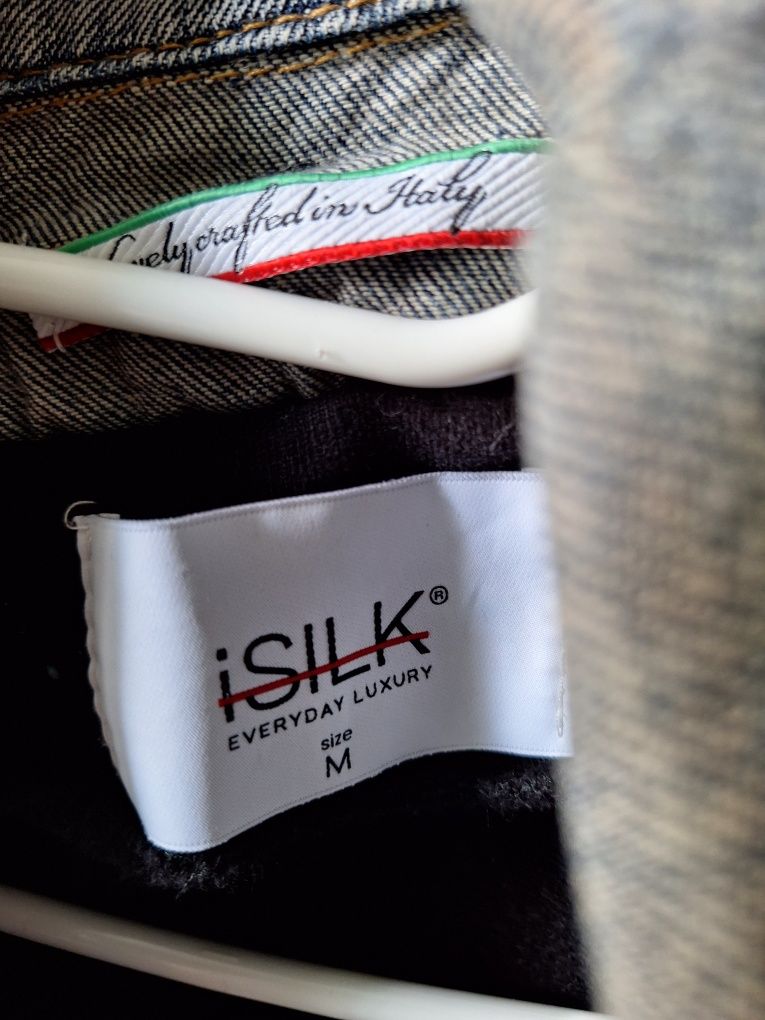 crafted in Italy
iSILK®
EVERYDAY LUXURY
size
M